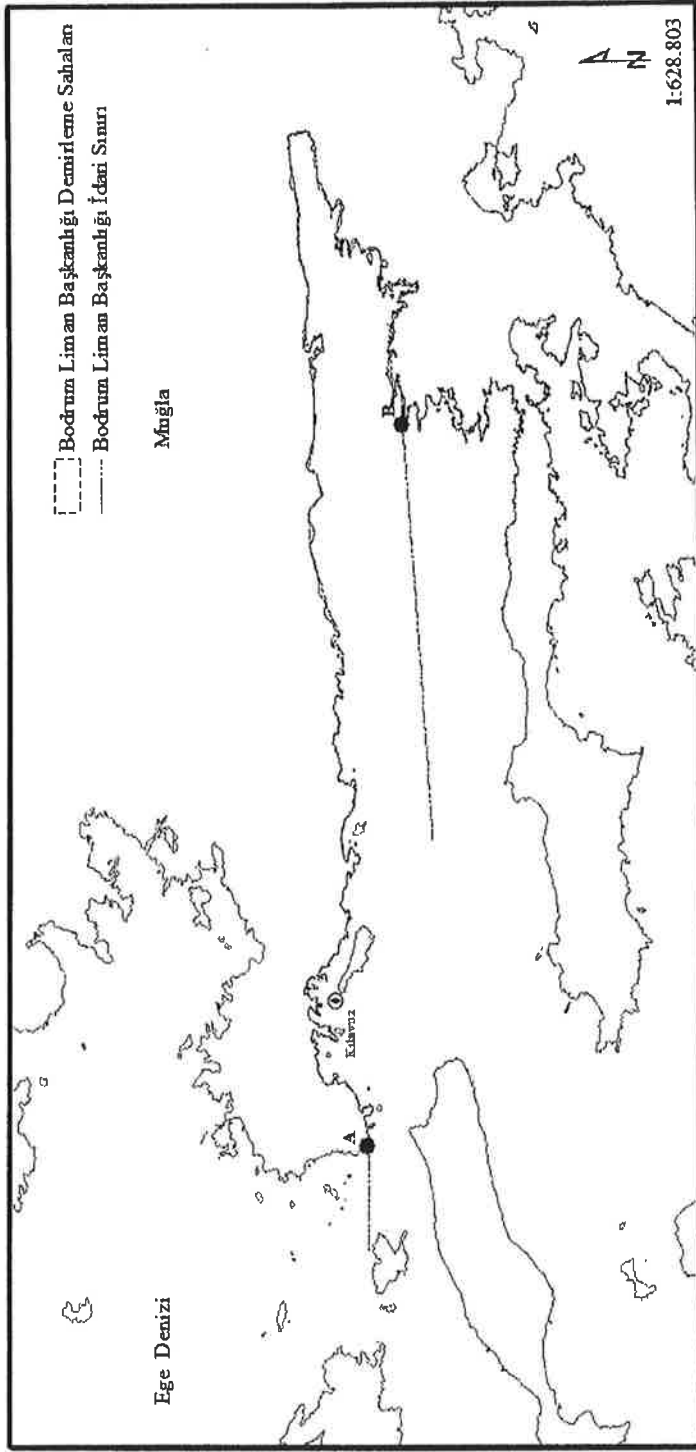 Bodrum Liman Başkanlığı Demirleme Sahaları
Bodrum Liman Başkanlığı İdari Sınırı
Ege Denizi
Muğla
A
Kılavuz
B
N
1:628.803